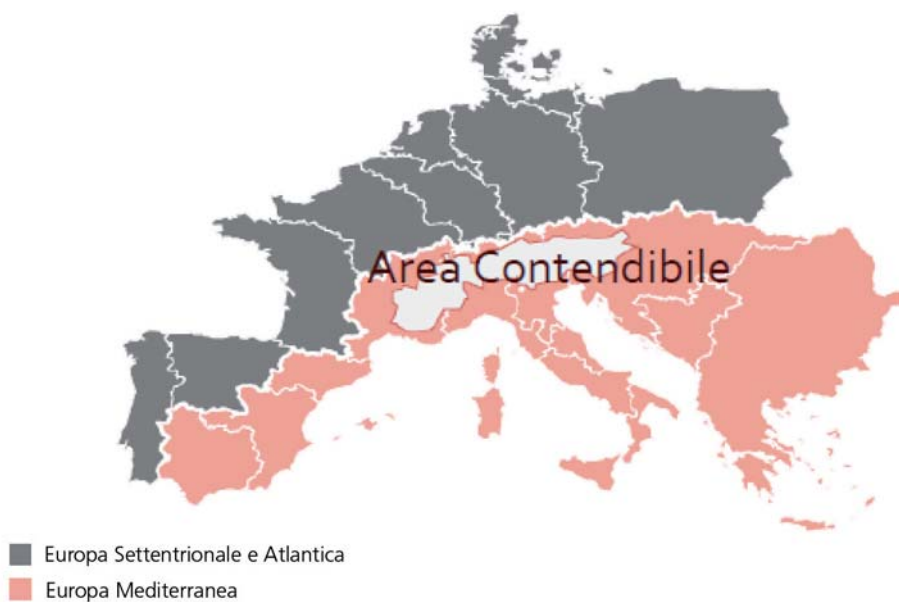 Area Contendibile
Europa Settentrionale e Atlantica
Europa Mediterranea